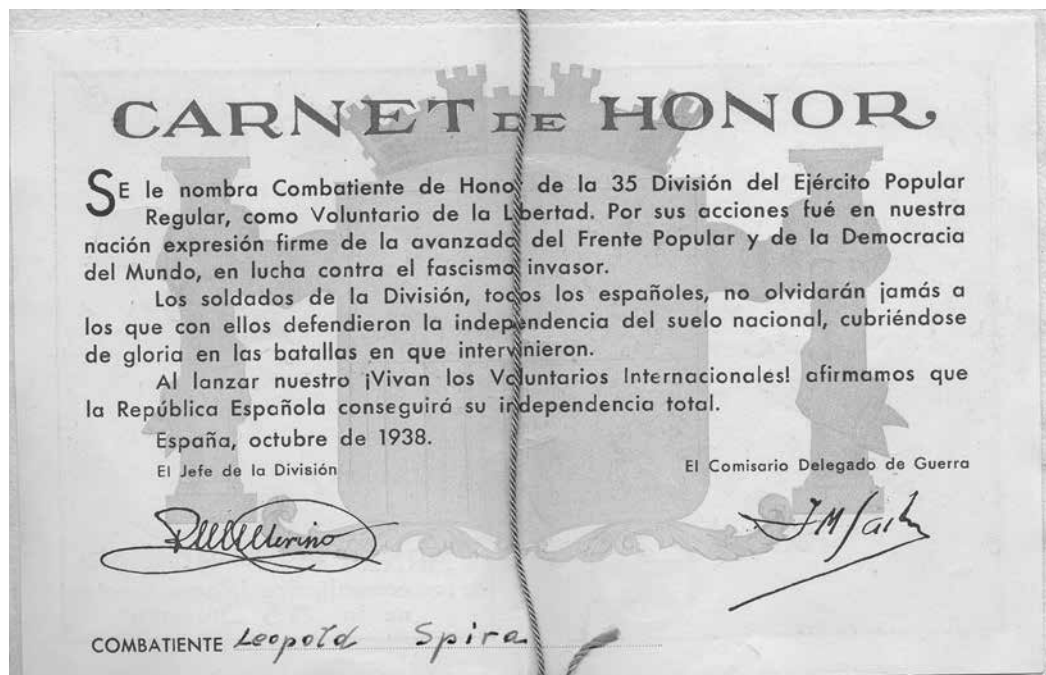 CARNET DE HONOR
SE le nombra Combatiente de Honor de la 35 División del Ejército Popular
Regular, como Voluntario de la Libertad. Por sus acciones fué en nuestra
nación expresión firme de la avanzada del Frente Popular y de la Democracia
del Mundo, en lucha contra el fascismo invasor.
Los soldados de la División, todos los españoles, no olvidarán jamás a
los que con ellos defendieron la independencia del suelo nacional, cubriéndose
de gloria en las batallas en que intervinieron.
Al lanzar nuestro ¡Vivan los Voluntarios Internacionales! afirmamos que
la República Española conseguirá su independencia total.
España, octubre de 1938.
El Jefe de la División
El Comisario Delegado de Guerra
Merino
COMBATIENTE Leopold Spira